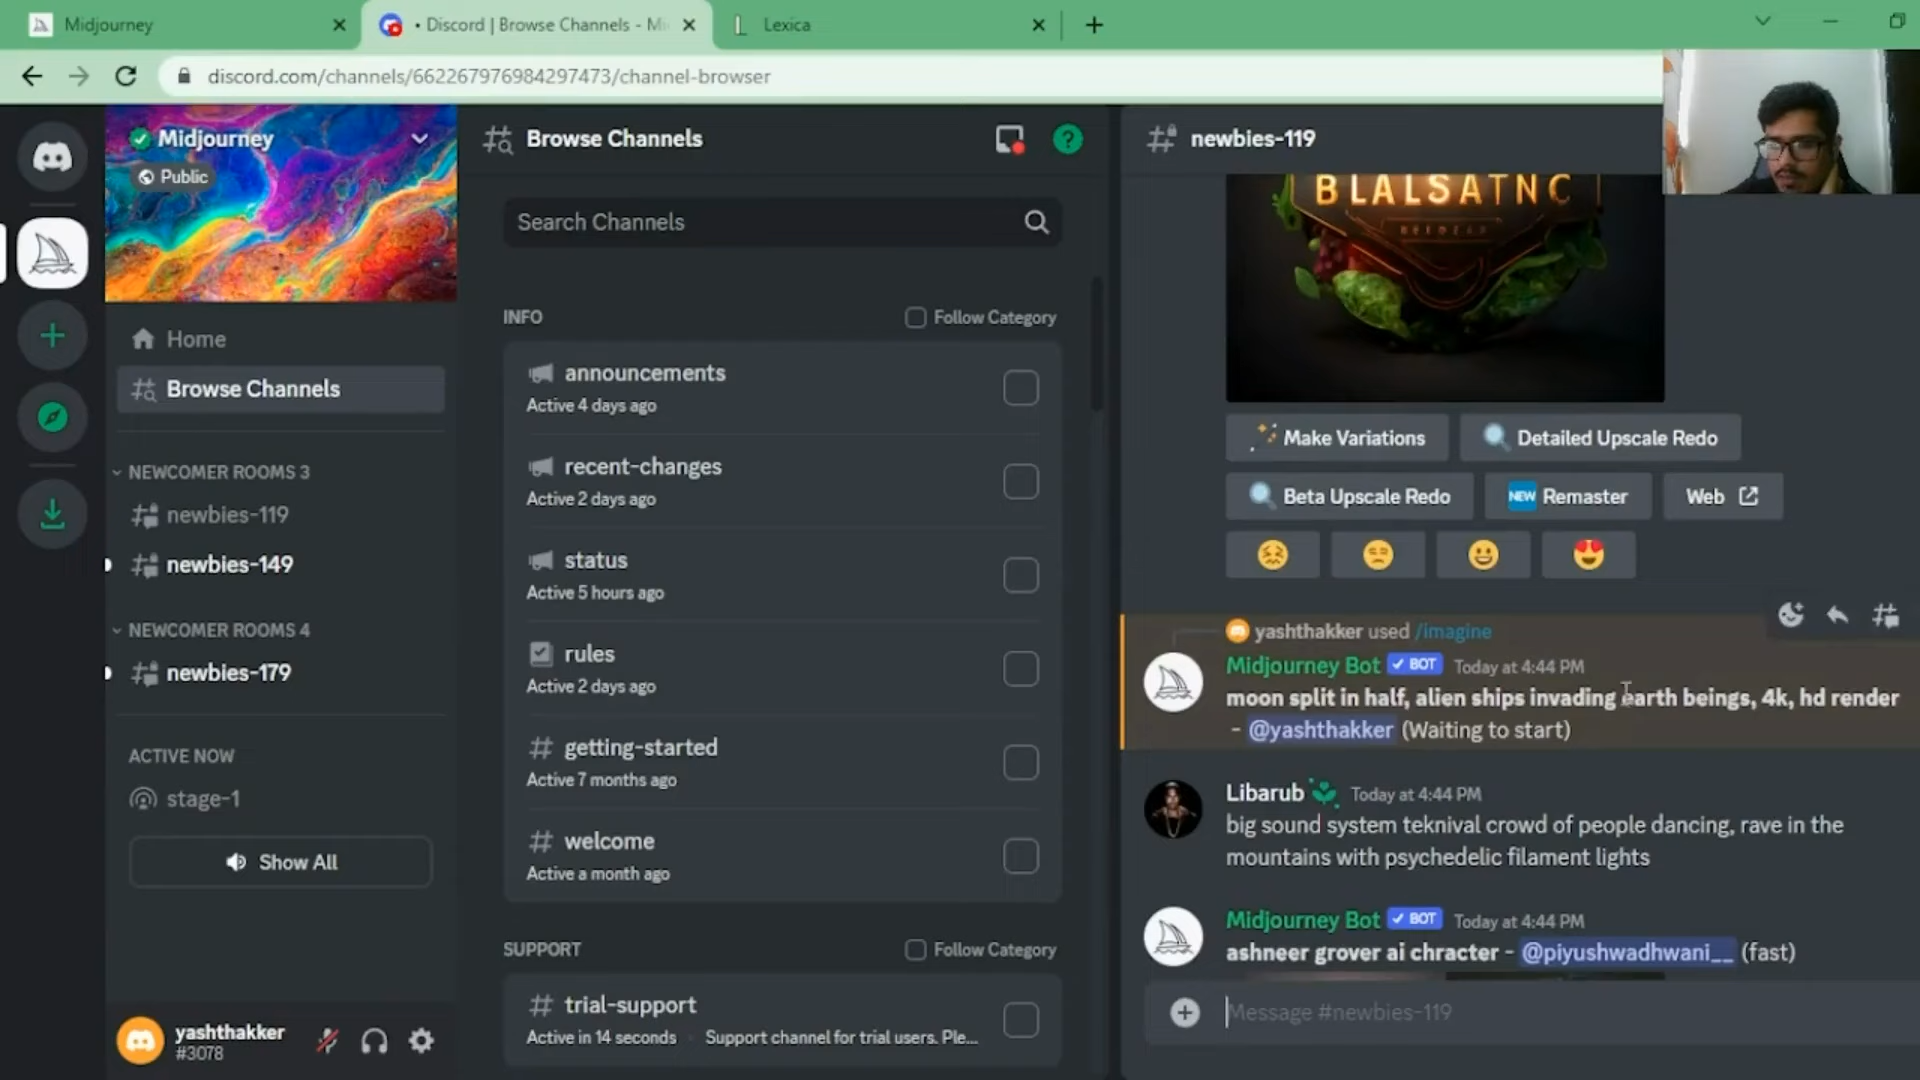 Midjourney
• Discord | Browse Channels - Mi
Lexica
discord.com/channels/662267976984297473/channel-browser
Midjourney
Public
Home
Browse Channels
NEWCOMER ROOMS 3
newbies-119
newbies-149
NEWCOMER ROOMS 4
newbies-179
ACTIVE NOW
stage-1
Show All
yashthakker
#3078
Browse Channels
Search Channels
INFO
Follow Category
announcements
Active 4 days ago
recent-changes
Active 2 days ago
status
Active 5 hours ago
rules
Active 2 days ago
getting-started
Active 7 months ago
welcome
Active a month ago
SUPPORT
Follow Category
trial-support
Active in 14 seconds · Support channel for trial users. Ple...
newbies-119
BLALSATNC
Make Variations
Detailed Upscale Redo
Beta Upscale Redo
NEW Remaster
Web
yashthakker used /imagine
Midjourney Bot ✓ BOT Today at 4:44 PM
moon split in half, alien ships invading earth beings, 4k, hd render
- @yashthakker (Waiting to start)
Libarub Today at 4:44 PM
big sound system teknival crowd of people dancing, rave in the
mountains with psychedelic filament lights
Midjourney Bot ✓ BOT Today at 4:44 PM
ashneer grover ai chracter - @piyushwadhwani__ (fast)
Message #newbies-119